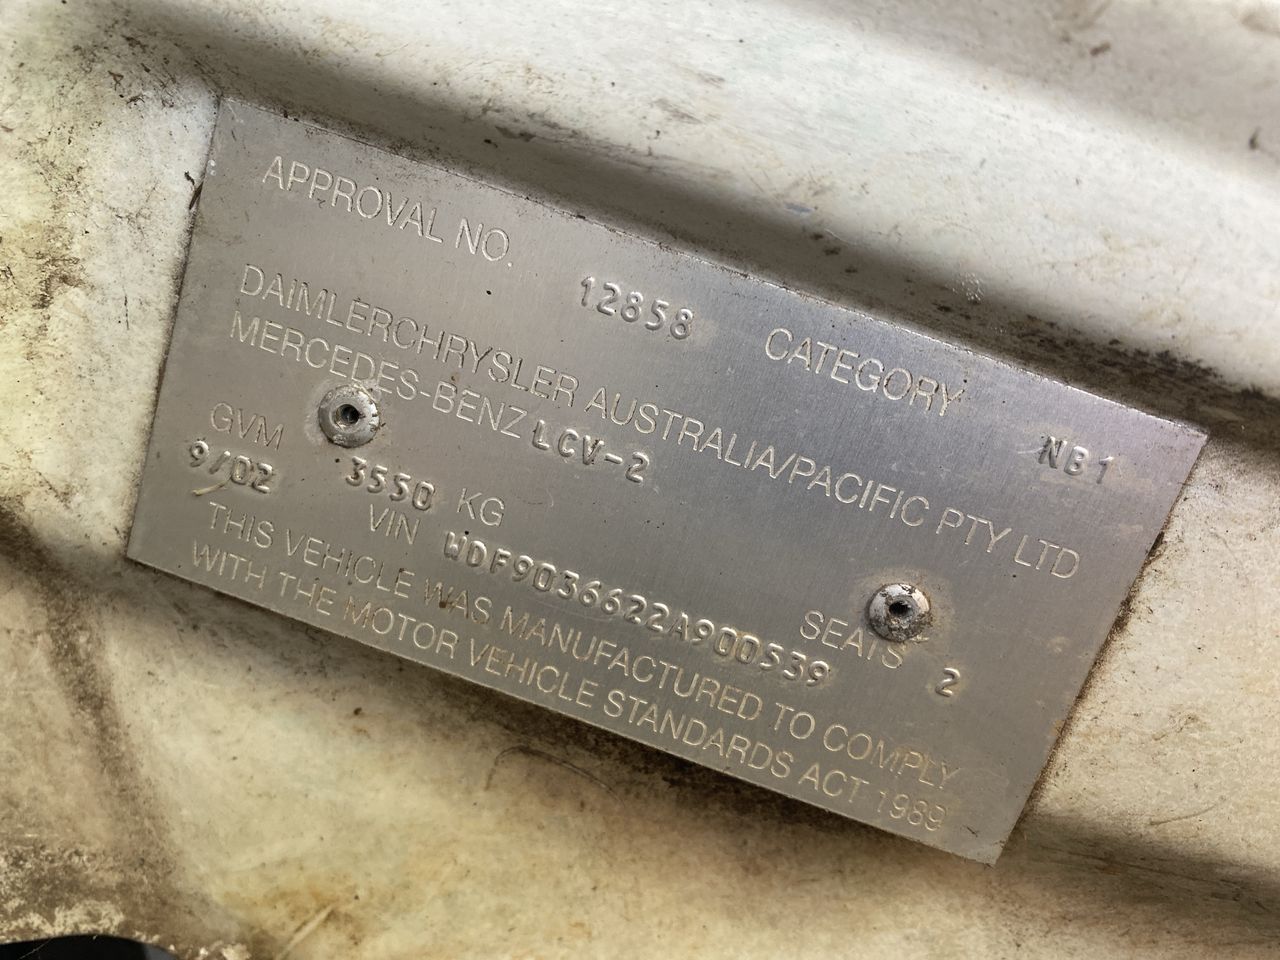 APPROVAL NO. 12858 CATEGORY NB1
DAIMLERCHRYSLER AUSTRALIA/PACIFIC PTY LTD
MERCEDES-BENZ LCV-2
GVM 3550 KG SEATS 2
9/02 VIN WDF9036622A900539
THIS VEHICLE WAS MANUFACTURED TO COMPLY
WITH THE MOTOR VEHICLE STANDARDS ACT 1989